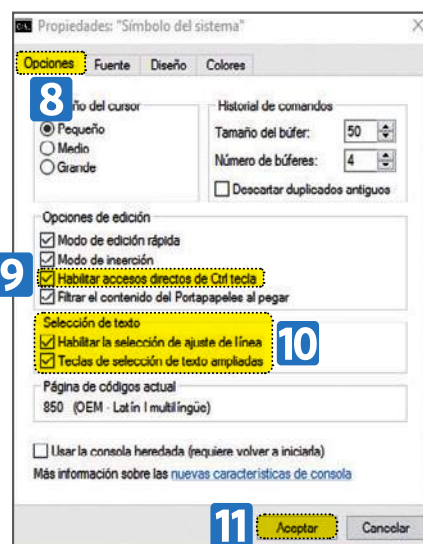 Propiedades: "Símbolo del sistema"
Opciones Fuente Diseño Colores
8
del cursor
Pequeño
Medio
Grande
Historial de comandos
Tamaño del búfer: 50
Número de búferes: 4
Descartar duplicados antiguos
Opciones de edición
Modo de edición rápida
Modo de inserción
9
Habilitar accesos directos de Ctrl tecla
Filtrar el contenido del Portapapeles al pegar
Selección de texto
10
Habilitar la selección de ajuste de línea
Teclas de selección de texto ampliadas
Página de códigos actual
850 (OEM - Latín I multilingüe)
Usar la consola heredada (requiere volver a iniciarla)
Más información sobre las nuevas características de consola
11
Aceptar Cancelar